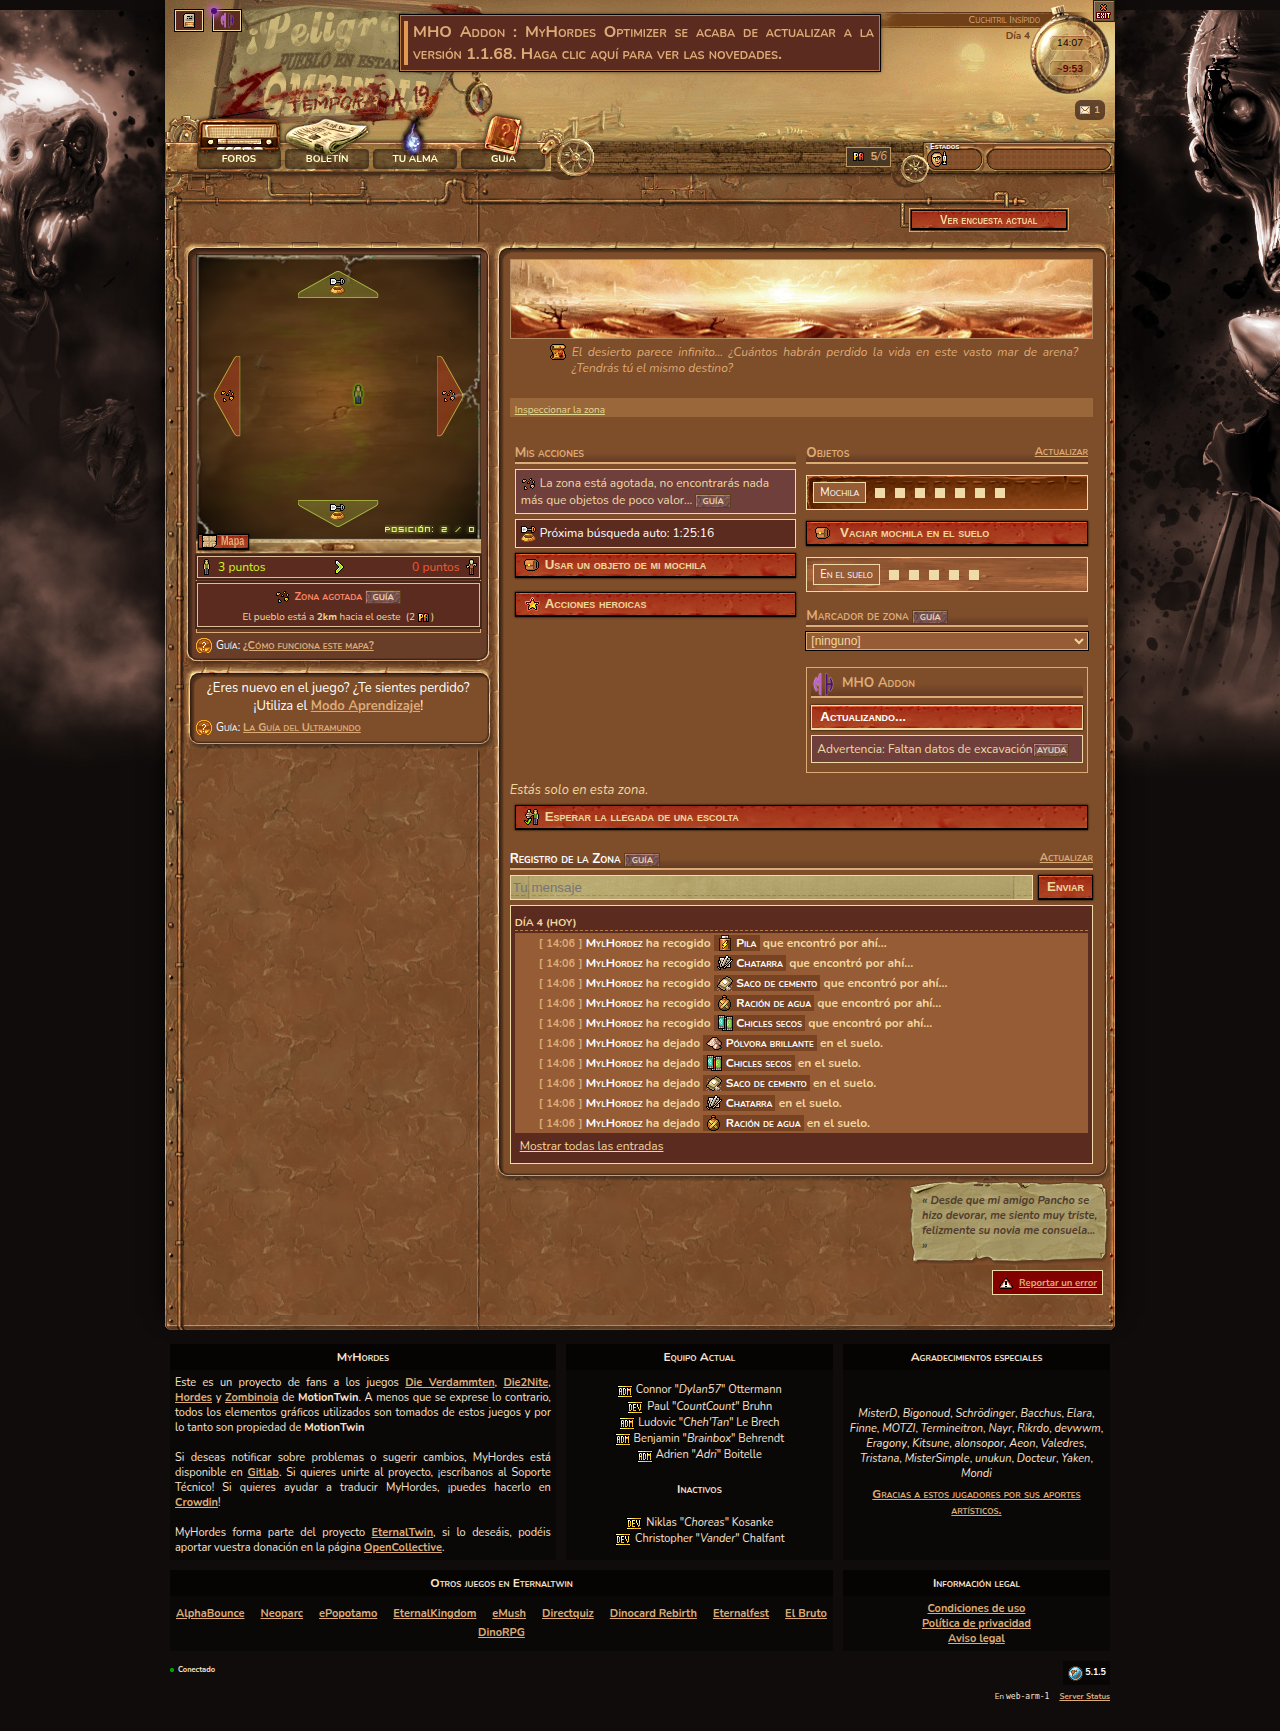 ¡Peligro
PUEBLO EN ESTADO
ZOMBINOIA
TEMPORADA 19
MHO Addon : MyHordes Optimizer se acaba de actualizar a la
versión 1.1.68. Haga clic aquí para ver las novedades.
Cuchitril Insípido
Día 4
EXIT
14:07
~9:53
1
FOROS
BOLETÍN
TU ALMA
GUÍA
PA 5/6
Estados
Ver encuesta actual
Posición: 2 / 0
Mapa
3 puntos
0 puntos
Zona agotada GUÍA
El pueblo está a 2km hacia el oeste (2 PA)
Guía: ¿Cómo funciona este mapa?
¿Eres nuevo en el juego? ¿Te sientes perdido?
¡Utiliza el Modo Aprendizaje!
Guía: La Guía del Ultramundo
El desierto parece infinito... ¿Cuántos habrán perdido la vida en este vasto mar de arena?
¿Tendrás tú el mismo destino?
Inspeccionar la zona
Mis acciones
La zona está agotada, no encontrarás nada
más que objetos de poco valor... GUÍA
Próxima búsqueda auto: 1:25:16
Usar un objeto de mi mochila
Acciones heroicas
Objetos
Actualizar
Mochila
Vaciar mochila en el suelo
En el suelo
Marcador de zona GUÍA
[ninguno]
MHO Addon
Actualizando...
Advertencia: Faltan datos de excavación AYUDA
Estás solo en esta zona.
Esperar la llegada de una escolta
Registro de la Zona GUÍA
Actualizar
Tu mensaje
Enviar
DÍA 4 (HOY)
[ 14:06 ] MylHordez ha recogido Pila que encontró por ahí...
[ 14:06 ] MylHordez ha recogido Chatarra que encontró por ahí...
[ 14:06 ] MylHordez ha recogido Saco de cemento que encontró por ahí...
[ 14:06 ] MylHordez ha recogido Ración de agua que encontró por ahí...
[ 14:06 ] MylHordez ha recogido Chicles secos que encontró por ahí...
[ 14:06 ] MylHordez ha dejado Pólvora brillante en el suelo.
[ 14:06 ] MylHordez ha dejado Chicles secos en el suelo.
[ 14:06 ] MylHordez ha dejado Saco de cemento en el suelo.
[ 14:06 ] MylHordez ha dejado Chatarra en el suelo.
[ 14:06 ] MylHordez ha dejado Ración de agua en el suelo.
Mostrar todas las entradas
« Desde que mi amigo Pancho se
hizo devorar, me siento muy triste,
felizmente su novia me consuela...
»
Reportar un error
MyHordes
Este es un proyecto de fans a los juegos Die Verdammten, Die2Nite,
Hordes y Zombinoia de MotionTwin. A menos que se exprese lo contrario,
todos los elementos gráficos utilizados son tomados de estos juegos y por
lo tanto son propiedad de MotionTwin
Si deseas notificar sobre problemas o sugerir cambios, MyHordes está
disponible en Gitlab. Si quieres unirte al proyecto, ¡escríbanos al Soporte
Técnico! Si quieres ayudar a traducir MyHordes, ¡puedes hacerlo en
Crowdin!
MyHordes forma parte del proyecto EternalTwin, si lo deseáis, podéis
aportar vuestra donación en la página OpenCollective.
Equipo Actual
ADM Connor "Dylan57" Ottermann
DEV Paul "CountCount" Bruhn
ADM Ludovic "Cheh'Tan" Le Brech
ADM Benjamin "Brainbox" Behrendt
ADM Adrien "Adri" Boitelle
Inactivos
DEV Niklas "Choreas" Kosanke
DEV Christopher "Vander" Chalfant
Agradecimientos especiales
MisterD, Bigonoud, Schrödinger, Bacchus, Elara,
Finne, MOTZI, Termineitron, Nayr, Rikrdo, devwwm,
Eragony, Kitsune, alonsopor, Aeon, Valedres,
Tristana, MisterSimple, unukun, Docteur, Yaken,
Mondi
Gracias a estos jugadores por sus aportes
artísticos.
Otros juegos en Eternaltwin
AlphaBounce Neoparc ePopotamo EternalKingdom eMush Directquiz Dinocard Rebirth Eternalfest El Bruto
DinoRPG
Información legal
Condiciones de uso
Política de privacidad
Aviso legal
Conectado
5.1.5
En web-arm-1 Server Status